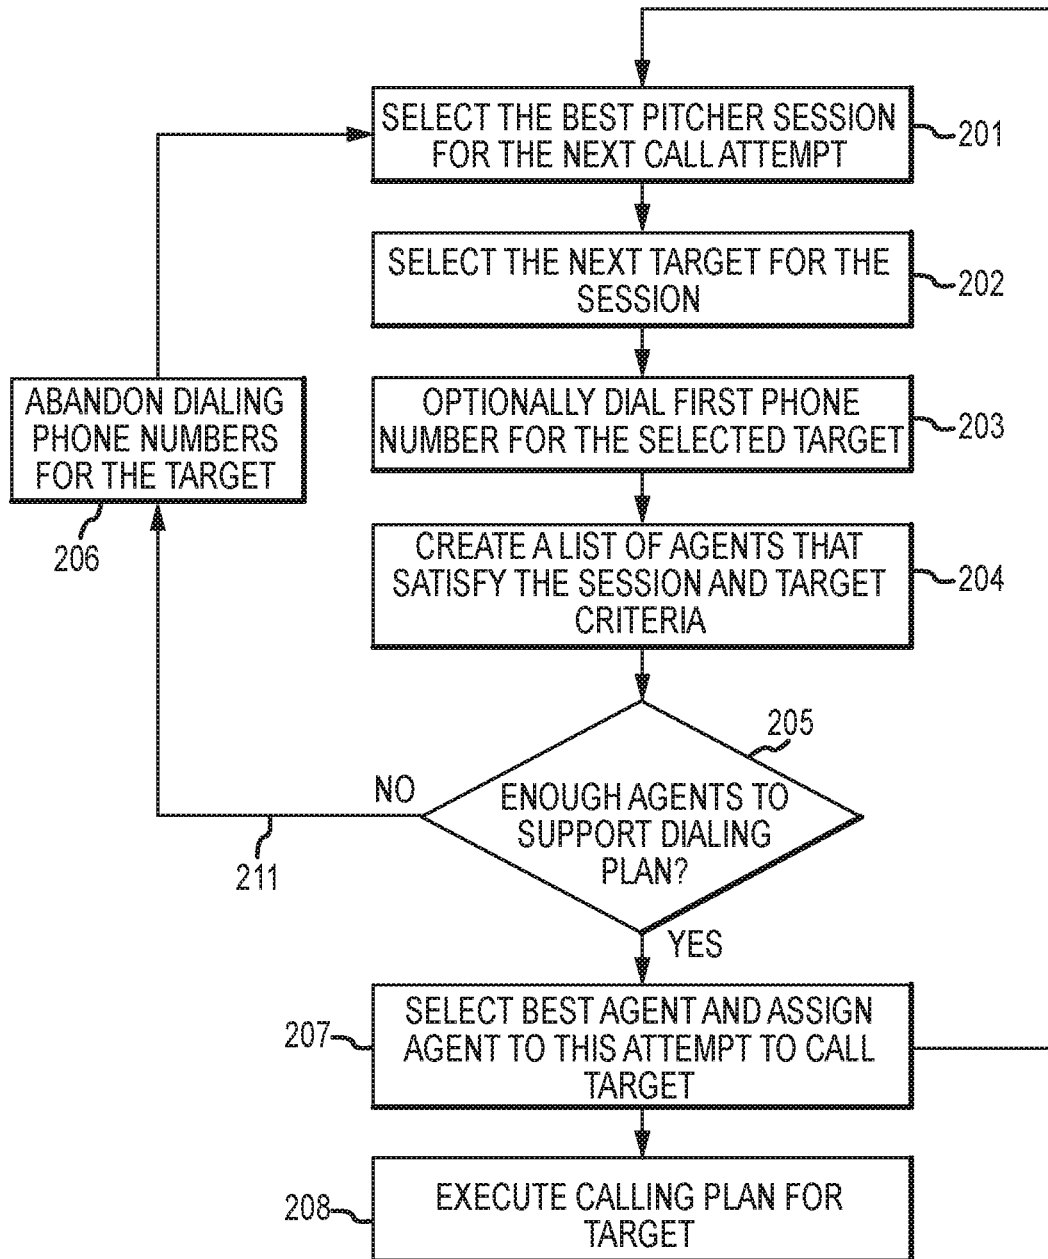 SELECT THE BEST PITCHER SESSION
FOR THE NEXT CALL ATTEMPT
201
SELECT THE NEXT TARGET FOR THE
SESSION
202
OPTIONALLY DIAL FIRST PHONE
NUMBER FOR THE SELECTED TARGET
203
ABANDON DIALING
PHONE NUMBERS
FOR THE TARGET
206
CREATE A LIST OF AGENTS THAT
SATISFY THE SESSION AND TARGET
CRITERIA
204
205
NO
ENOUGH AGENTS TO
SUPPORT DIALING
PLAN?
211
YES
207
SELECT BEST AGENT AND ASSIGN
AGENT TO THIS ATTEMPT TO CALL
TARGET
208
EXECUTE CALLING PLAN FOR
TARGET